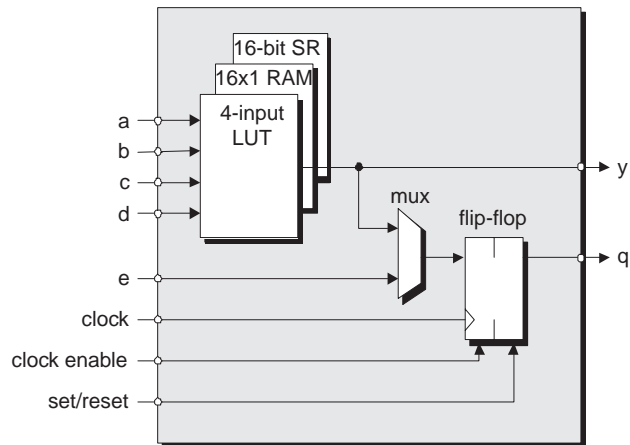 16-bit SR
16x1 RAM
4-input
LUT
a
b
c
d
y
mux
flip-flop
e
q
clock
clock enable
set/reset